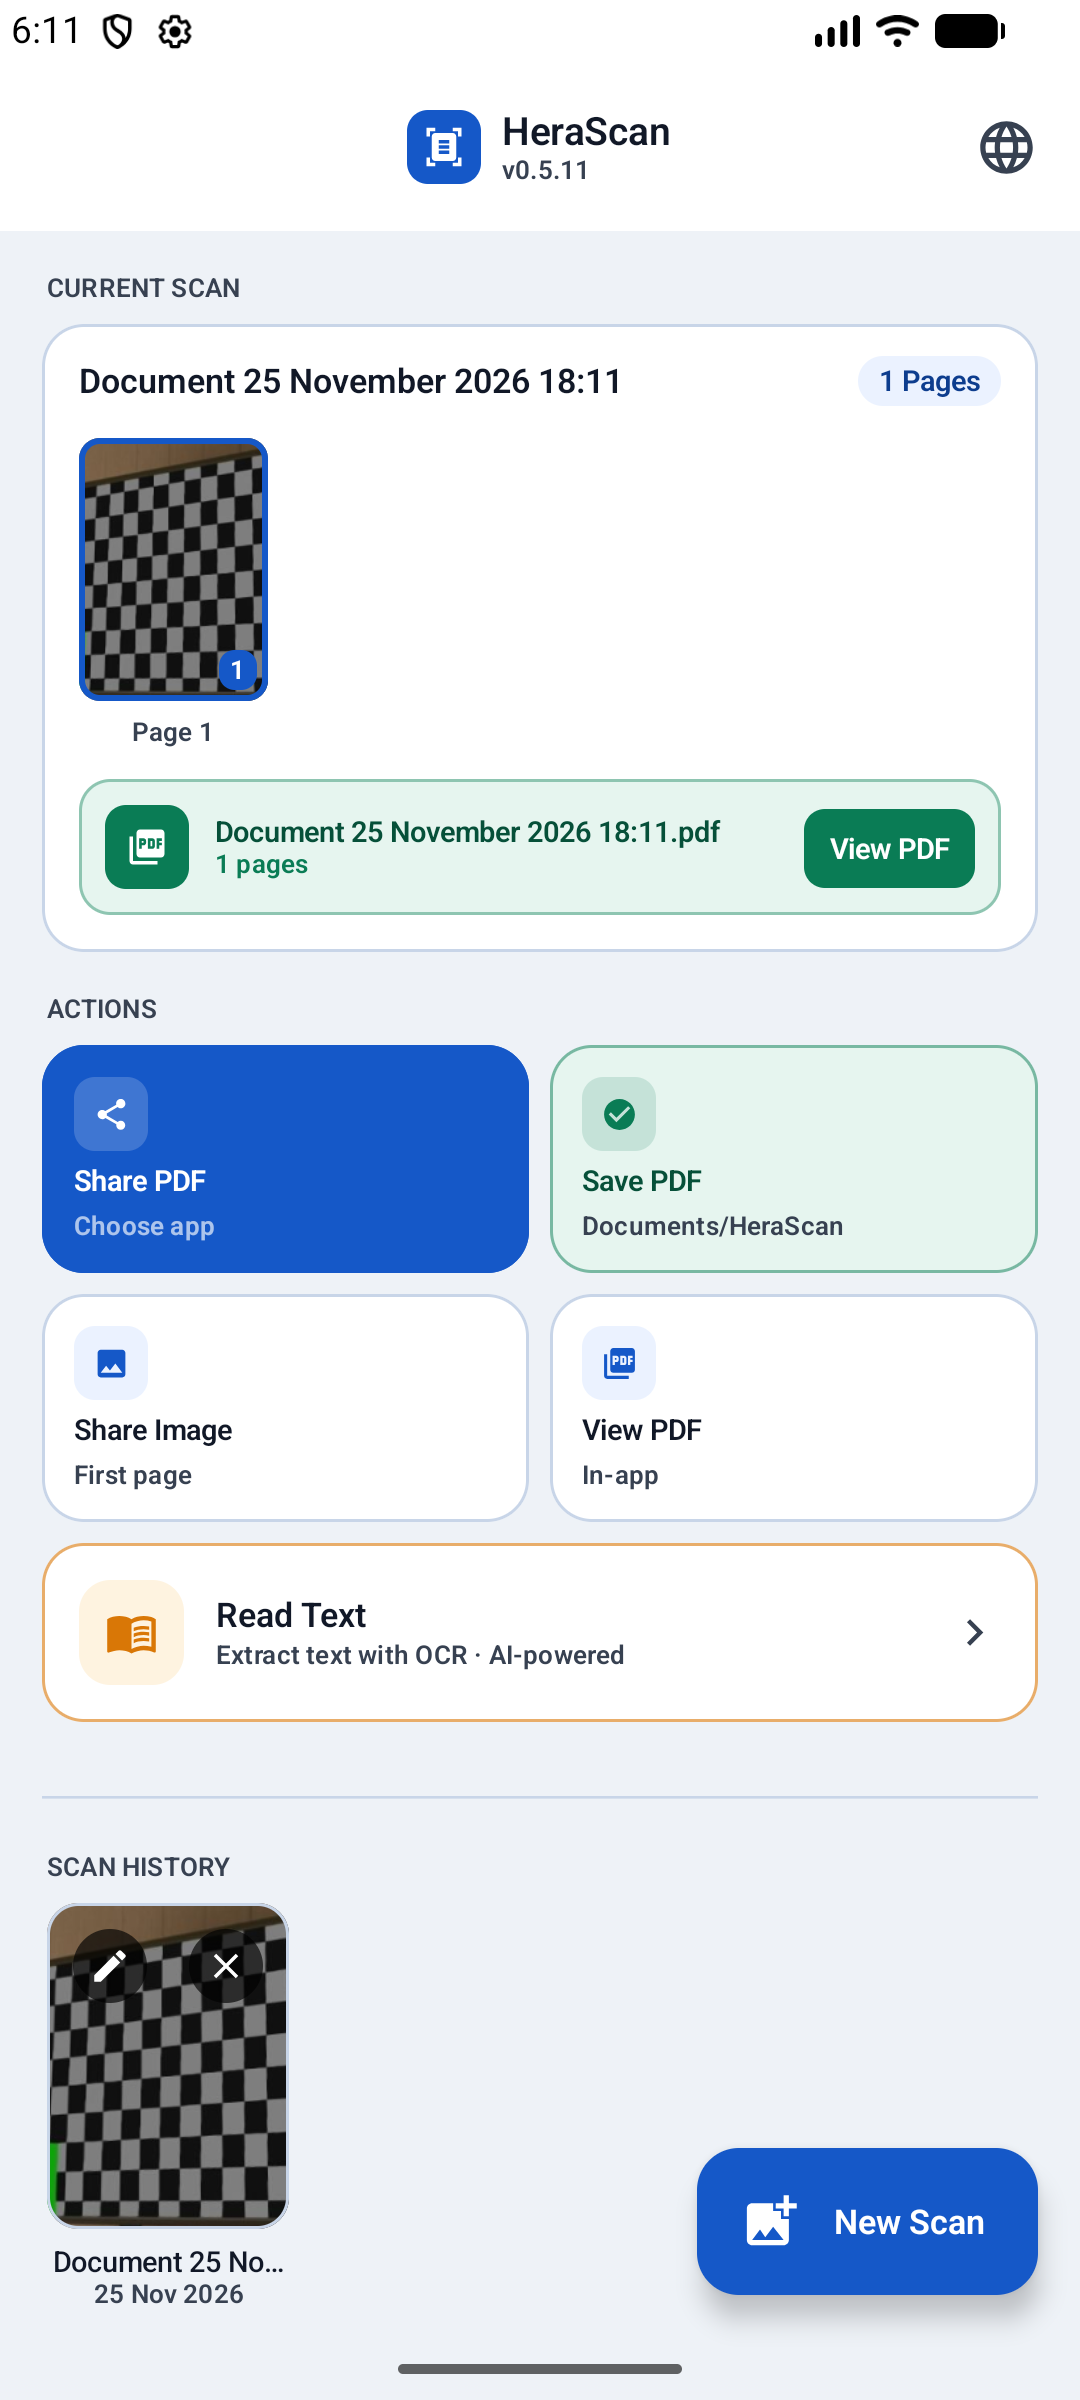 6:11
HeraScan
v0.5.11
CURRENT SCAN
Document 25 November 2026 18:11
1 Pages
1
Page 1
PDF
Document 25 November 2026 18:11.pdf
1 pages
View PDF
ACTIONS
Share PDF
Choose app
Save PDF
Documents/HeraScan
Share Image
First page
PDF
View PDF
In-app
Read Text
Extract text with OCR · AI-powered
SCAN HISTORY
Document 25 No...
25 Nov 2026
New Scan